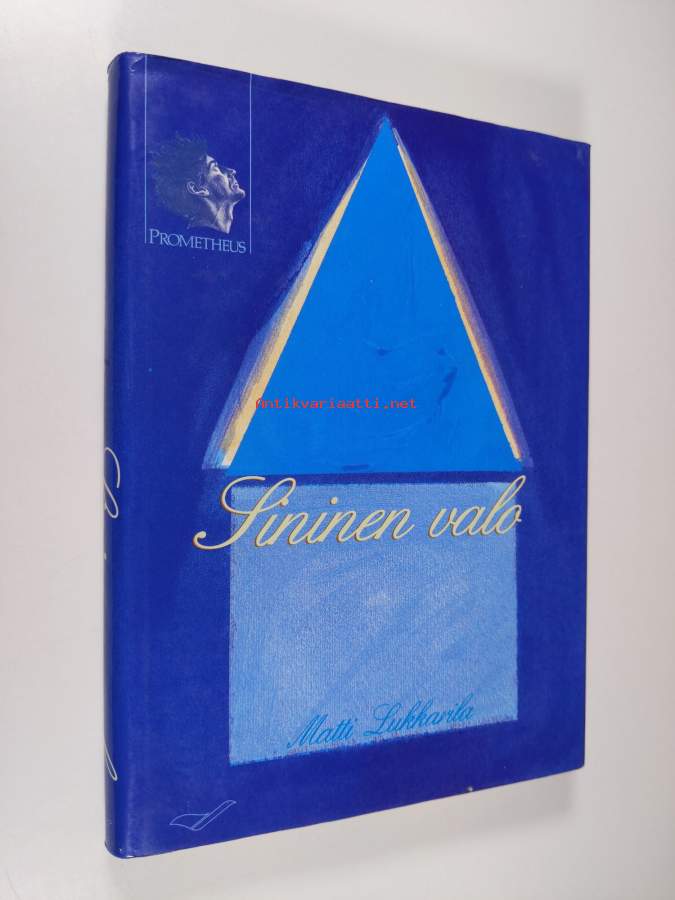 PROMETHEUS
Antikvariaatti.net
Sininen valo
Matti Lukkarila